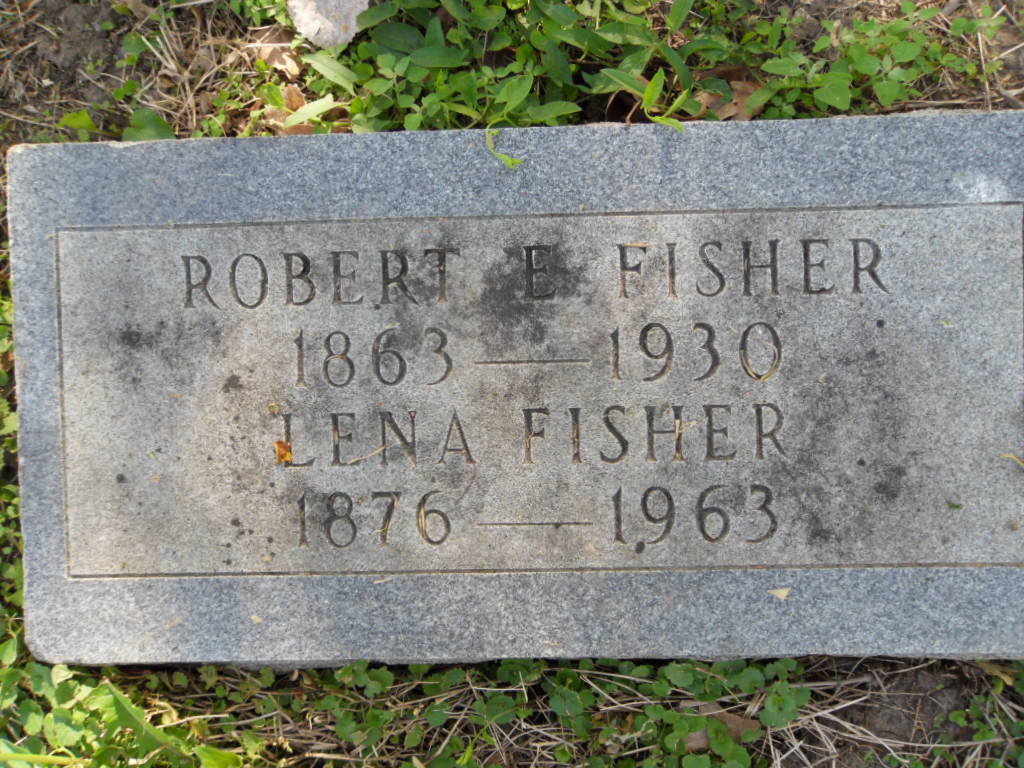 ROBERT E FISHER
1863 — 1930
LENA FISHER
1876 — 1963